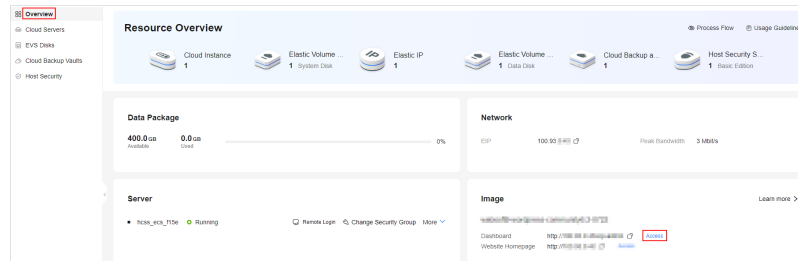 Overview
Cloud Servers
EVS Disks
Cloud Backup Vaults
Host Security
Resource Overview
Process Flow
Usage Guideline
Cloud Instance
1
Elastic Volume ...
1 System Disk
Elastic IP
1
Elastic Volume ...
1 Data Disk
Cloud Backup a...
1
Host Security S...
1 Basic Edition
Data Package
400.0 GB
Available
0.0 GB
Used
0%
Network
EIP 100.93
Peak Bandwidth 3 Mbit/s
Server
hcss_ecs_f15e Running Remote Login Change Security Group More
Image
Learn more >
Dashboard http:// Access
Website Homepage http://